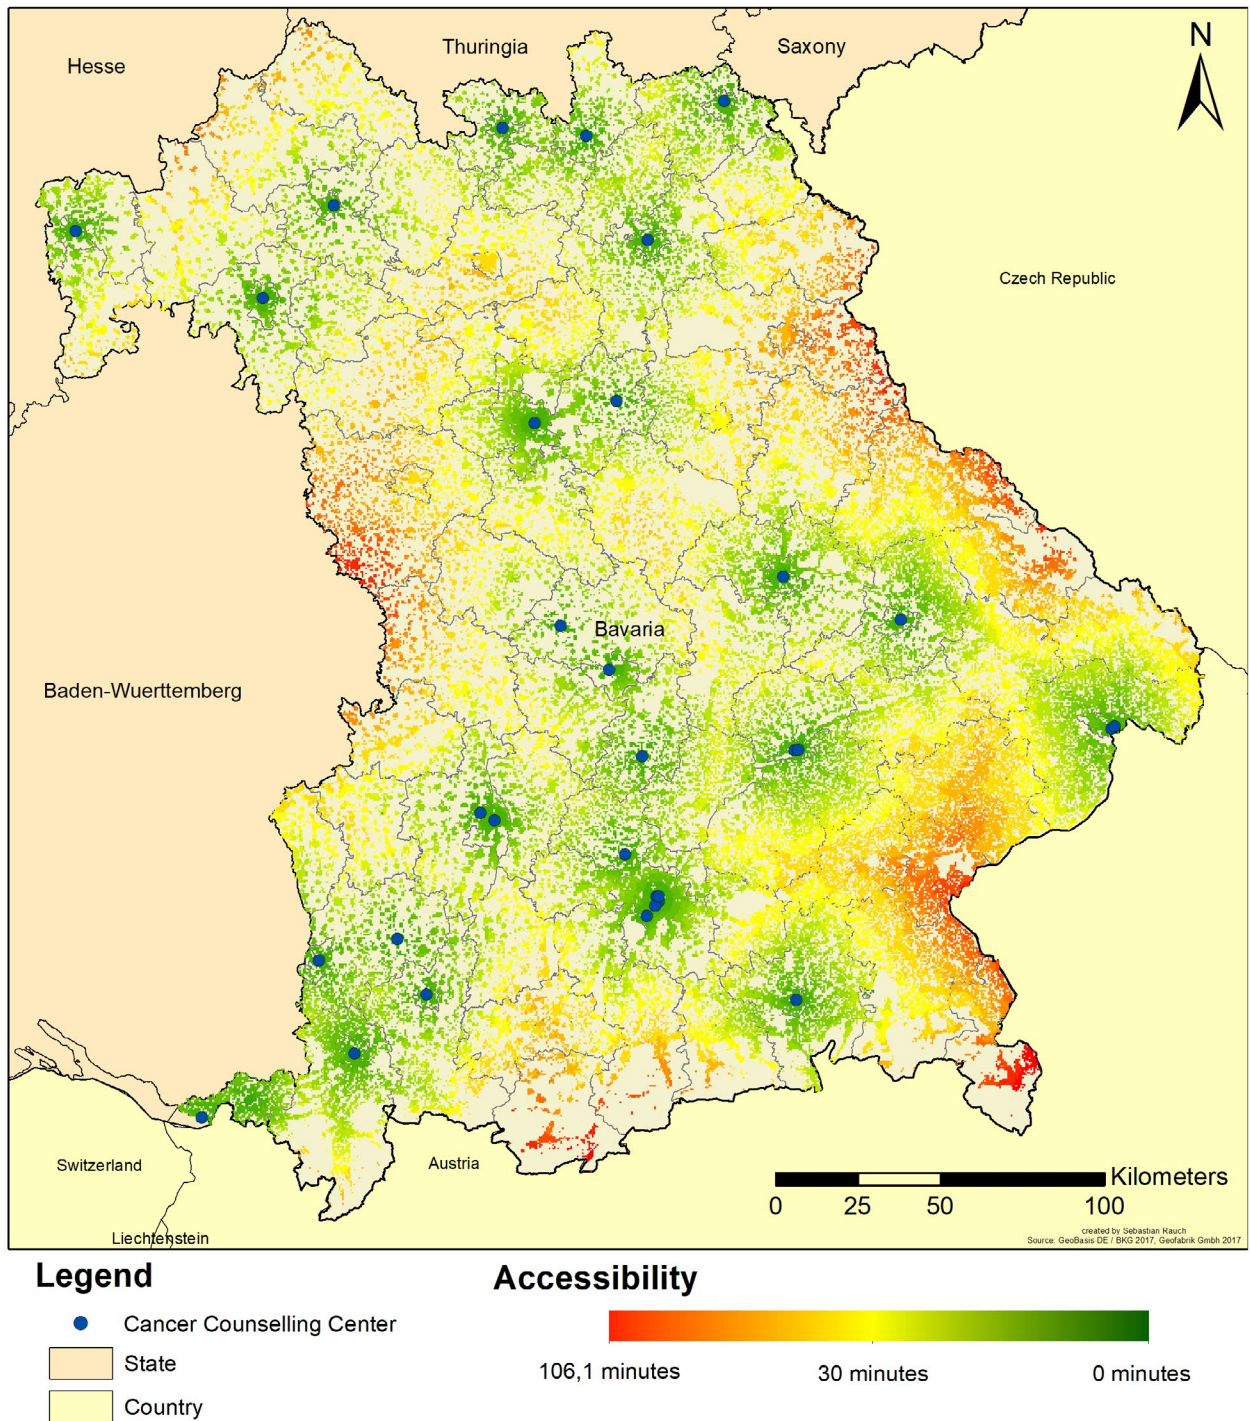 Thuringia
Saxony
N
Hesse
Czech Republic
Bavaria
Baden-Wuerttemberg
Switzerland
Austria
Liechtenstein
Kilometers
0 25 50 100
created by Sebastian Rauch
Source: GeoBasis DE / BKG 2017, Geofabrik Gmbh 2017
Legend
Cancer Counselling Center
State
Country
Accessibility
106,1 minutes 30 minutes 0 minutes